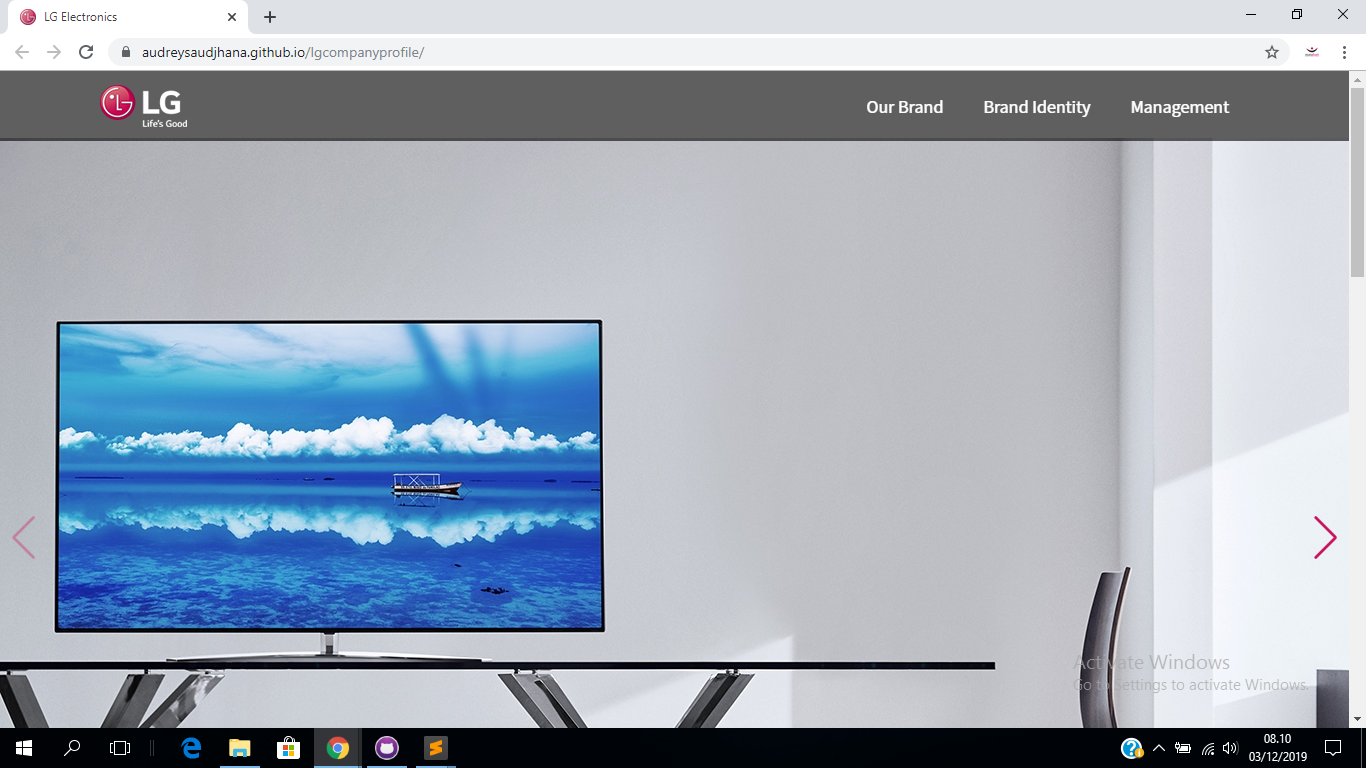 LG Electronics
audreysaudjhana.github.io/lgcompanyprofile/
LG
Life's Good
Our Brand
Brand Identity
Management
Activate Windows
Go to Settings to activate Windows.
08.10
03/12/2019